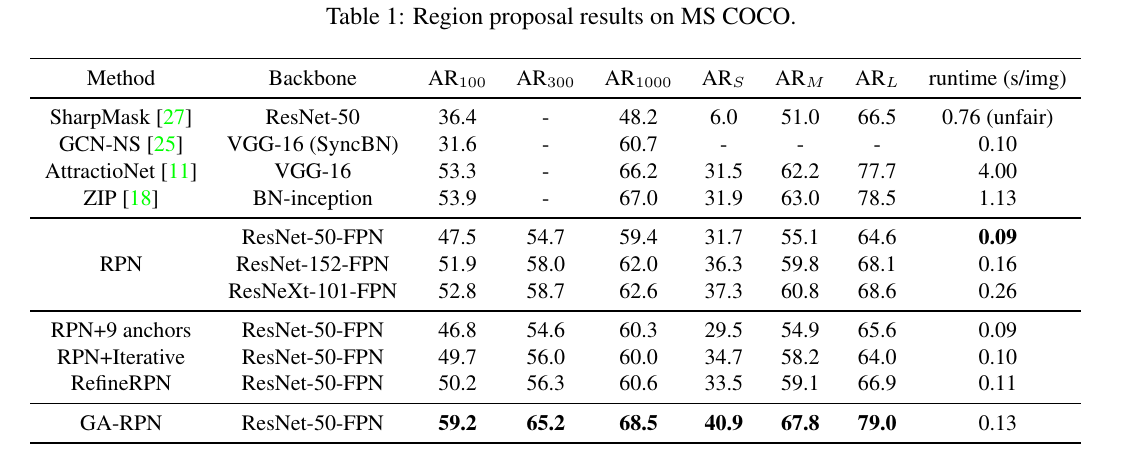 Table 1: Region proposal results on MS COCO.
Method Backbone AR100 AR300 AR1000 ARS ARM ARL runtime (s/img)
SharpMask [27] ResNet-50 36.4 - 48.2 6.0 51.0 66.5 0.76 (unfair)
GCN-NS [25] VGG-16 (SyncBN) 31.6 - 60.7 - - - 0.10
AttractioNet [11] VGG-16 53.3 - 66.2 31.5 62.2 77.7 4.00
ZIP [18] BN-inception 53.9 - 67.0 31.9 63.0 78.5 1.13
ResNet-50-FPN 47.5 54.7 59.4 31.7 55.1 64.6 0.09
RPN ResNet-152-FPN 51.9 58.0 62.0 36.3 59.8 68.1 0.16
ResNeXt-101-FPN 52.8 58.7 62.6 37.3 60.8 68.6 0.26
RPN+9 anchors ResNet-50-FPN 46.8 54.6 60.3 29.5 54.9 65.6 0.09
RPN+Iterative ResNet-50-FPN 49.7 56.0 60.0 34.7 58.2 64.0 0.10
RefineRPN ResNet-50-FPN 50.2 56.3 60.6 33.5 59.1 66.9 0.11
GA-RPN ResNet-50-FPN 59.2 65.2 68.5 40.9 67.8 79.0 0.13